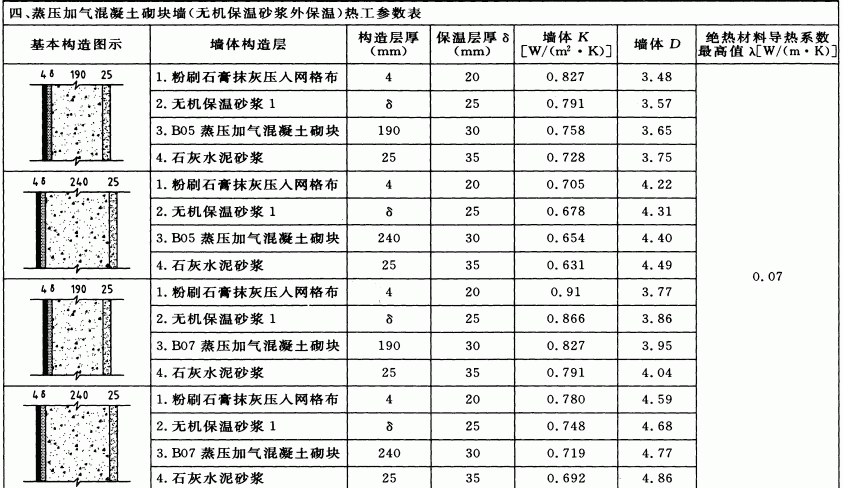 四、蒸压加气混凝土砌块墙(无机保温砂浆外保温)热工参数表
基本构造图示 墙体构造层 构造层厚(mm) 保温层厚 δ(mm) 墙体 K [W/(m²·K)] 墙体 D 绝热材料导热系数最高值 λ[W/(m·K)]
4 δ 190 25
1.粉刷石膏抹灰压入网格布 4 20 0.827 3.48
2.无机保温砂浆 1 δ 25 0.791 3.57
3.B05 蒸压加气混凝土砌块 190 30 0.758 3.65
4.石灰水泥砂浆 25 35 0.728 3.75
4 δ 240 25
1.粉刷石膏抹灰压入网格布 4 20 0.705 4.22
2.无机保温砂浆 1 δ 25 0.678 4.31
3.B05 蒸压加气混凝土砌块 240 30 0.654 4.40
4.石灰水泥砂浆 25 35 0.631 4.49
0.07
4 δ 190 25
1.粉刷石膏抹灰压入网格布 4 20 0.91 3.77
2.无机保温砂浆 1 δ 25 0.866 3.86
3.B07 蒸压加气混凝土砌块 190 30 0.827 3.95
4.石灰水泥砂浆 25 35 0.791 4.04
4 δ 240 25
1.粉刷石膏抹灰压入网格布 4 20 0.780 4.59
2.无机保温砂浆 1 δ 25 0.748 4.68
3.B07 蒸压加气混凝土砌块 240 30 0.719 4.77
4.石灰水泥砂浆 25 35 0.692 4.86